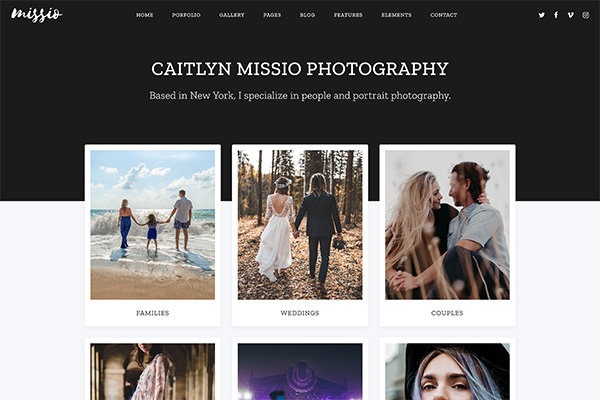 missio
HOME PORFOLIO GALLERY PAGES BLOG FEATURES ELEMENTS CONTACT
CAITLYN MISSIO PHOTOGRAPHY
Based in New York, I specialize in people and portrait photography.
FAMILIES WEDDINGS COUPLES